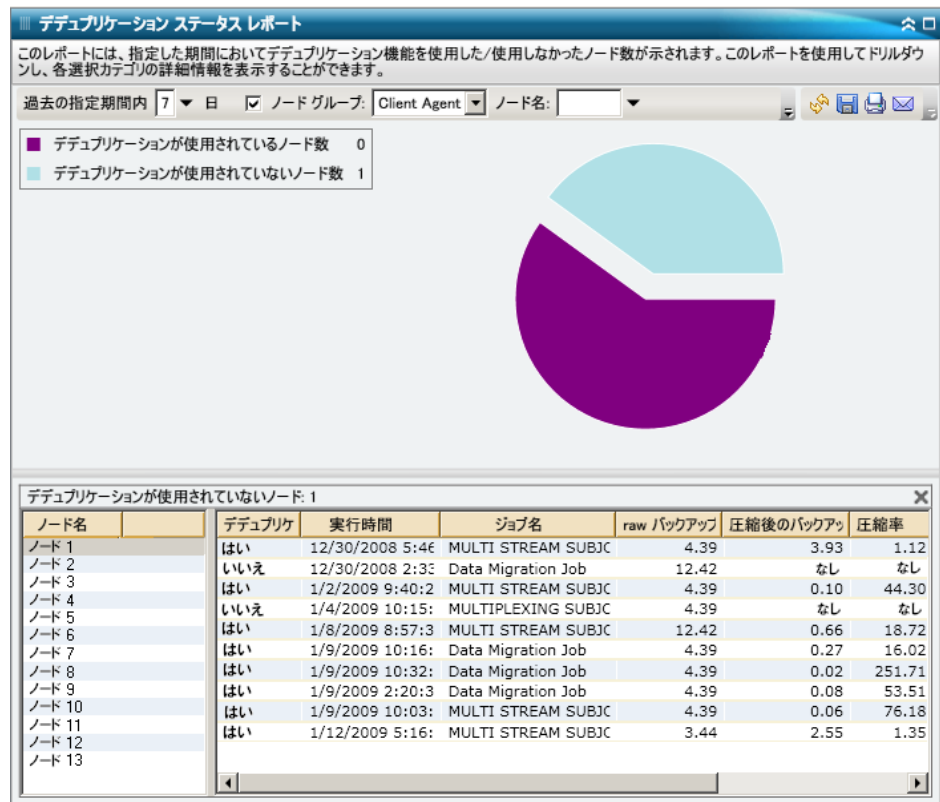 デデュプリケーション ステータス レポート
このレポートには、指定した期間においてデデュプリケーション機能を使用した/使用しなかったノード数が示されます。このレポートを使用してドリルダウ
ンし、各選択カテゴリの詳細情報を表示することができます。
過去の指定期間内 7 日 ノード グループ: Client Agent ノード名:
デデュプリケーションが使用されているノード数 0
デデュプリケーションが使用されていないノード数 1
デデュプリケーションが使用されていないノード: 1
ノード名
ノード 1
ノード 2
ノード 3
ノード 4
ノード 5
ノード 6
ノード 7
ノード 8
ノード 9
ノード 10
ノード 11
ノード 12
ノード 13
デデュプリケ 実行時間 ジョブ名 raw バックアップ 圧縮後のバックアッ 圧縮率
はい 12/30/2008 5:46 MULTI STREAM SUBJC 4.39 3.93 1.12
いいえ 12/30/2008 2:33 Data Migration Job 12.42 なし なし
はい 1/2/2009 9:40:2 MULTI STREAM SUBJC 4.39 0.10 44.30
いいえ 1/4/2009 10:15: MULTIPLEXING SUBJC 4.39 なし なし
はい 1/8/2009 8:57:3 MULTI STREAM SUBJC 12.42 0.66 18.72
はい 1/9/2009 10:16: Data Migration Job 4.39 0.27 16.02
はい 1/9/2009 10:32: Data Migration Job 4.39 0.02 251.71
はい 1/9/2009 2:20:3 Data Migration Job 4.39 0.08 53.51
はい 1/9/2009 10:03: MULTI STREAM SUBJC 4.39 0.06 76.18
はい 1/12/2009 5:16: MULTI STREAM SUBJC 3.44 2.55 1.35